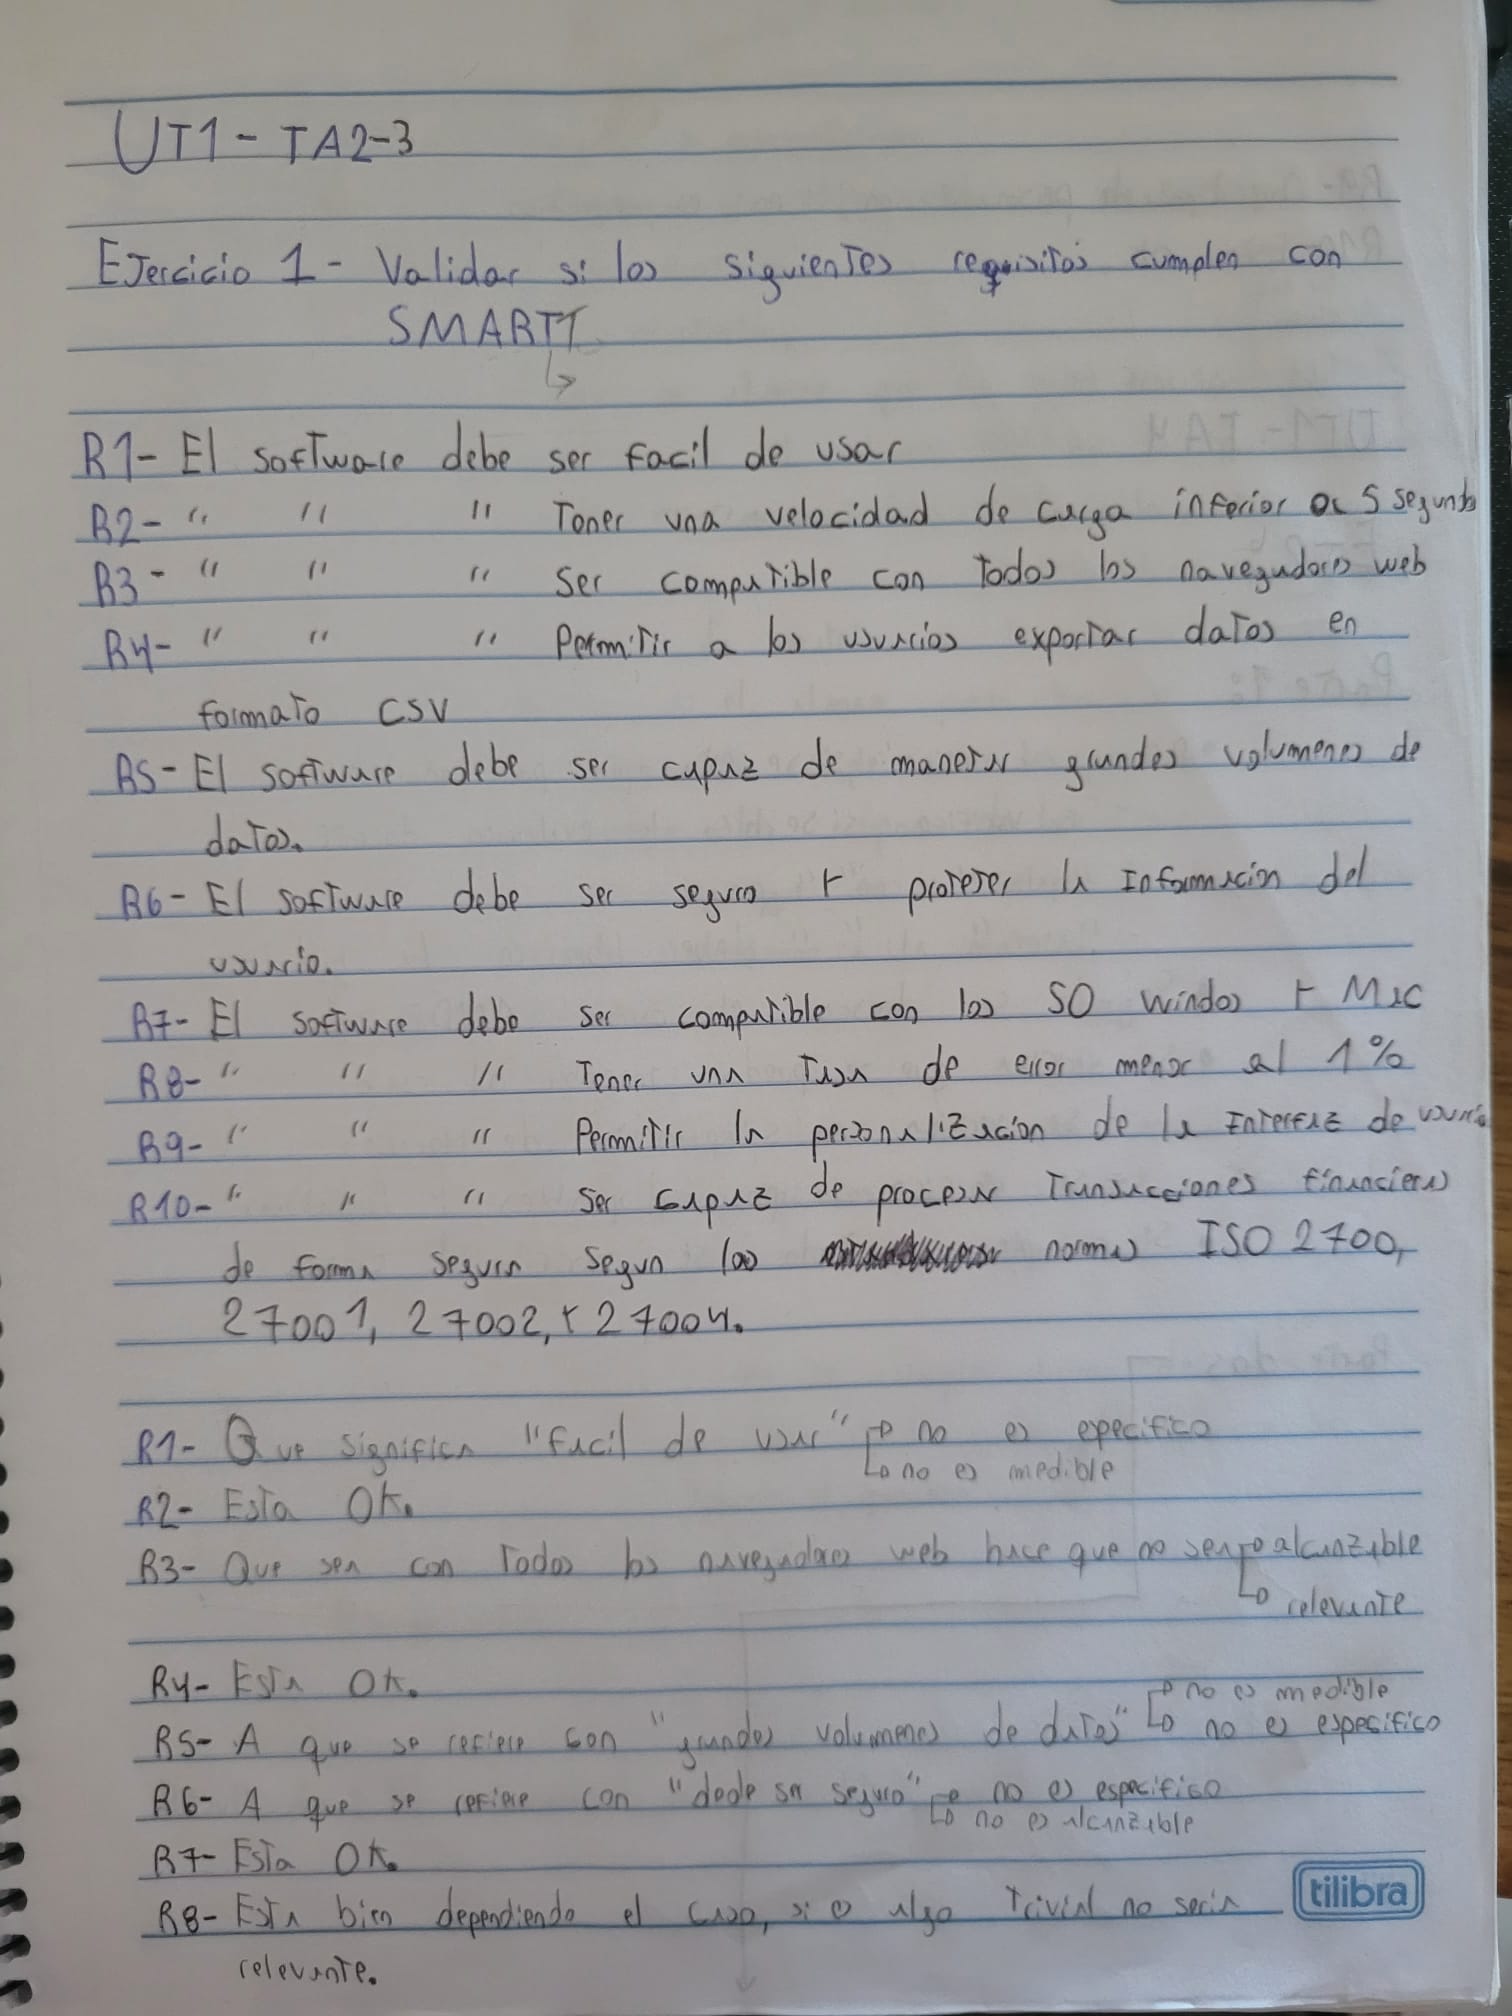 UT1 - TA2-3
EJercicio 1 - Validar si los siguientes requisitos cumplen con
SMARTT
R1- El software debe ser facil de usar
R2- " " " Tener una velocidad de carga inferior a 5 segundos
R3- " " " ser compatible con todos los navegadores web
R4- " " " Permitir a los usuarios exportar datos en
formato CSV
R5- El software debe ser capaz de maneJar grandes volumenes de
datos.
R6- El software debe ser seguro Y proteJer la Información del
usuario.
R7- El software debe ser compatible con los SO windos Y Mac
R8- " " " Tener una Tasa de error menor al 1%
R9- " " " Permitir la personalización de la Interfaz de usuario
R10- " " " ser capaz de procesar Transacciones financieras
de forma segura segun las normas ISO 2700,
27001, 27002, Y 27004.
R1- Que significa "facil de usar" no es especifico
no es medible
R2- Esta OK.
R3- Que sea con Todos los navegadores web hace que no sea alcanzable
relevante
R4- Esta OK.
no es medible
R5- A que se refiere con "grandes volumenes de datos" no es especifico
R6- A que se refiere con "dede ser seguro" no es especifico
no es alcanzable
R7- Esta OK.
R8- Esta bien dependiendo el caso, si es algo Trivial no seria
relevante.
tilibra